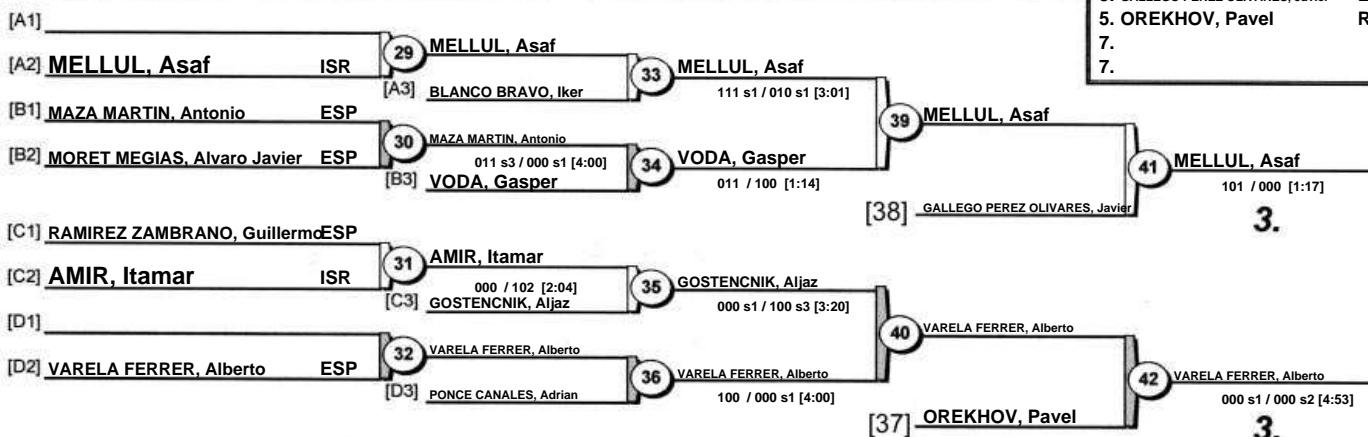 5. OREKHOV, Pavel R
7.
7.
[A1]
[A2] MELLUL, Asaf ISR
29
MELLUL, Asaf
[A3] BLANCO BRAVO, Iker
33
MELLUL, Asaf
111 s1 / 010 s1 [3:01]
[B1] MAZA MARTIN, Antonio ESP
[B2] MORET MEGIAS, Alvaro Javier ESP
30
MAZA MARTIN, Antonio
011 s3 / 000 s1 [4:00]
[B3] VODA, Gasper
34
VODA, Gasper
011 / 100 [1:14]
39
MELLUL, Asaf
[38] GALLEGO PEREZ OLIVARES, Javier
41
MELLUL, Asaf
101 / 000 [1:17]
3.
[C1] RAMIREZ ZAMBRANO, Guillermo ESP
[C2] AMIR, Itamar ISR
31
AMIR, Itamar
000 / 102 [2:04]
[C3] GOSTENCNIK, Aljaz
35
GOSTENCNIK, Aljaz
000 s1 / 100 s3 [3:20]
[D1]
[D2] VARELA FERRER, Alberto ESP
32
VARELA FERRER, Alberto
[D3] PONCE CANALES, Adrian
36
VARELA FERRER, Alberto
100 / 000 s1 [4:00]
40
VARELA FERRER, Alberto
[37] OREKHOV, Pavel
42
VARELA FERRER, Alberto
000 s1 / 000 s2 [4:53]
3.